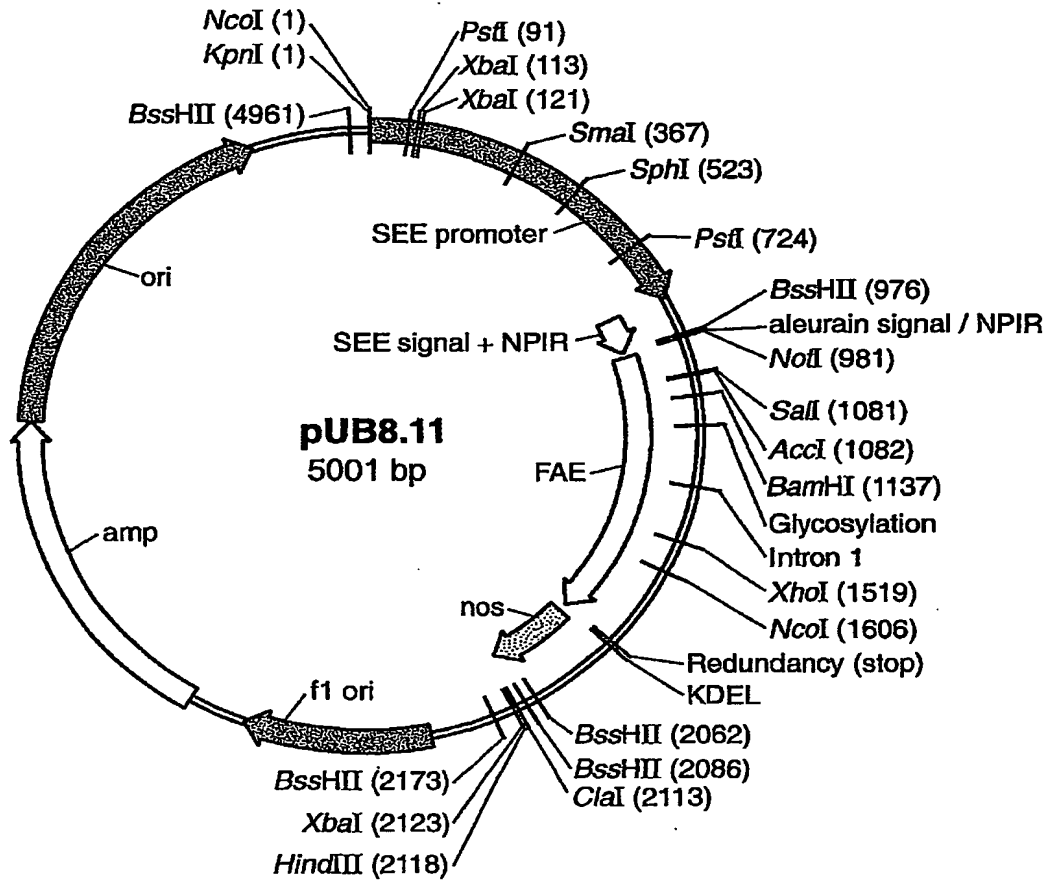 NcoI (1)
KpnI (1)
BssHII (4961)
PstI (91)
XbaI (113)
XbaI (121)
SmaI (367)
SphI (523)
SEE promoter
PstI (724)
ori
BssHII (976)
aleurain signal / NPIR
NotI (981)
SEE signal + NPIR
SalI (1081)
AccI (1082)
BamHI (1137)
pUB8.11
5001 bp
FAE
Glycosylation
Intron 1
amp
XhoI (1519)
NcoI (1606)
nos
Redundancy (stop)
KDEL
f1 ori
BssHII (2062)
BssHII (2086)
ClaI (2113)
BssHII (2173)
XbaI (2123)
HindIII (2118)